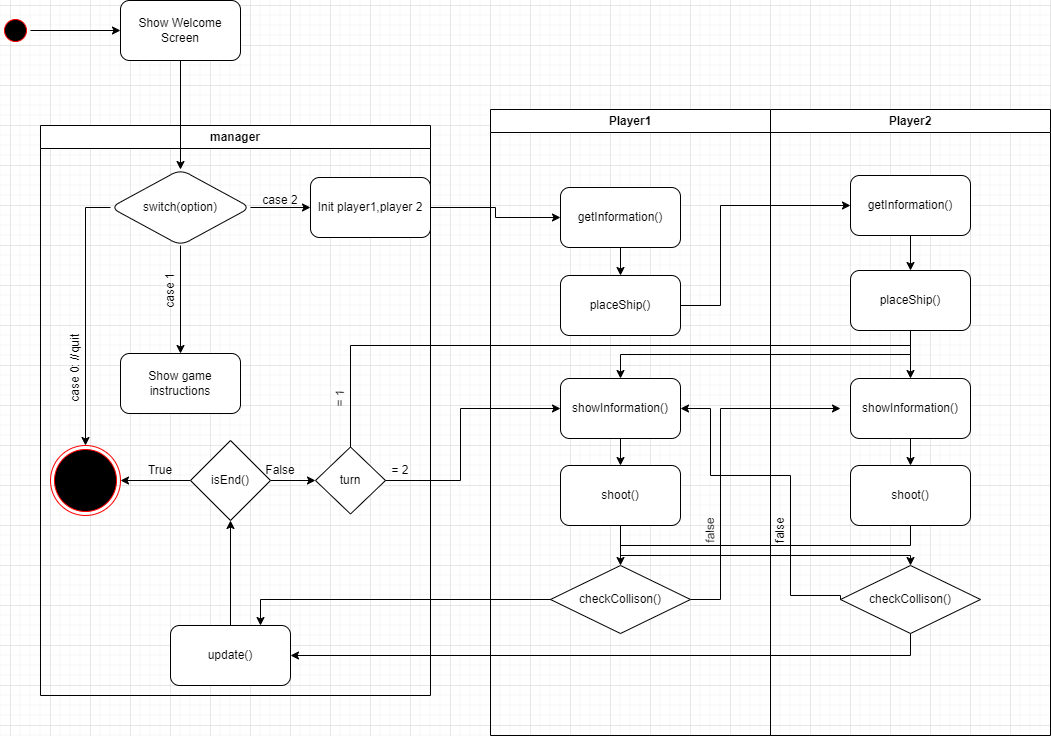 Show Welcome
Screen
manager
Player1
Player2
switch(option)
case 2
Init player1,player 2
getInformation()
getInformation()
case 1
placeShip()
placeShip()
case 0: // quit
Show game
instructions
= 1
showInformation()
showInformation()
True
isEnd()
False
turn
= 2
shoot()
shoot()
false
false
checkCollison()
checkCollison()
update()